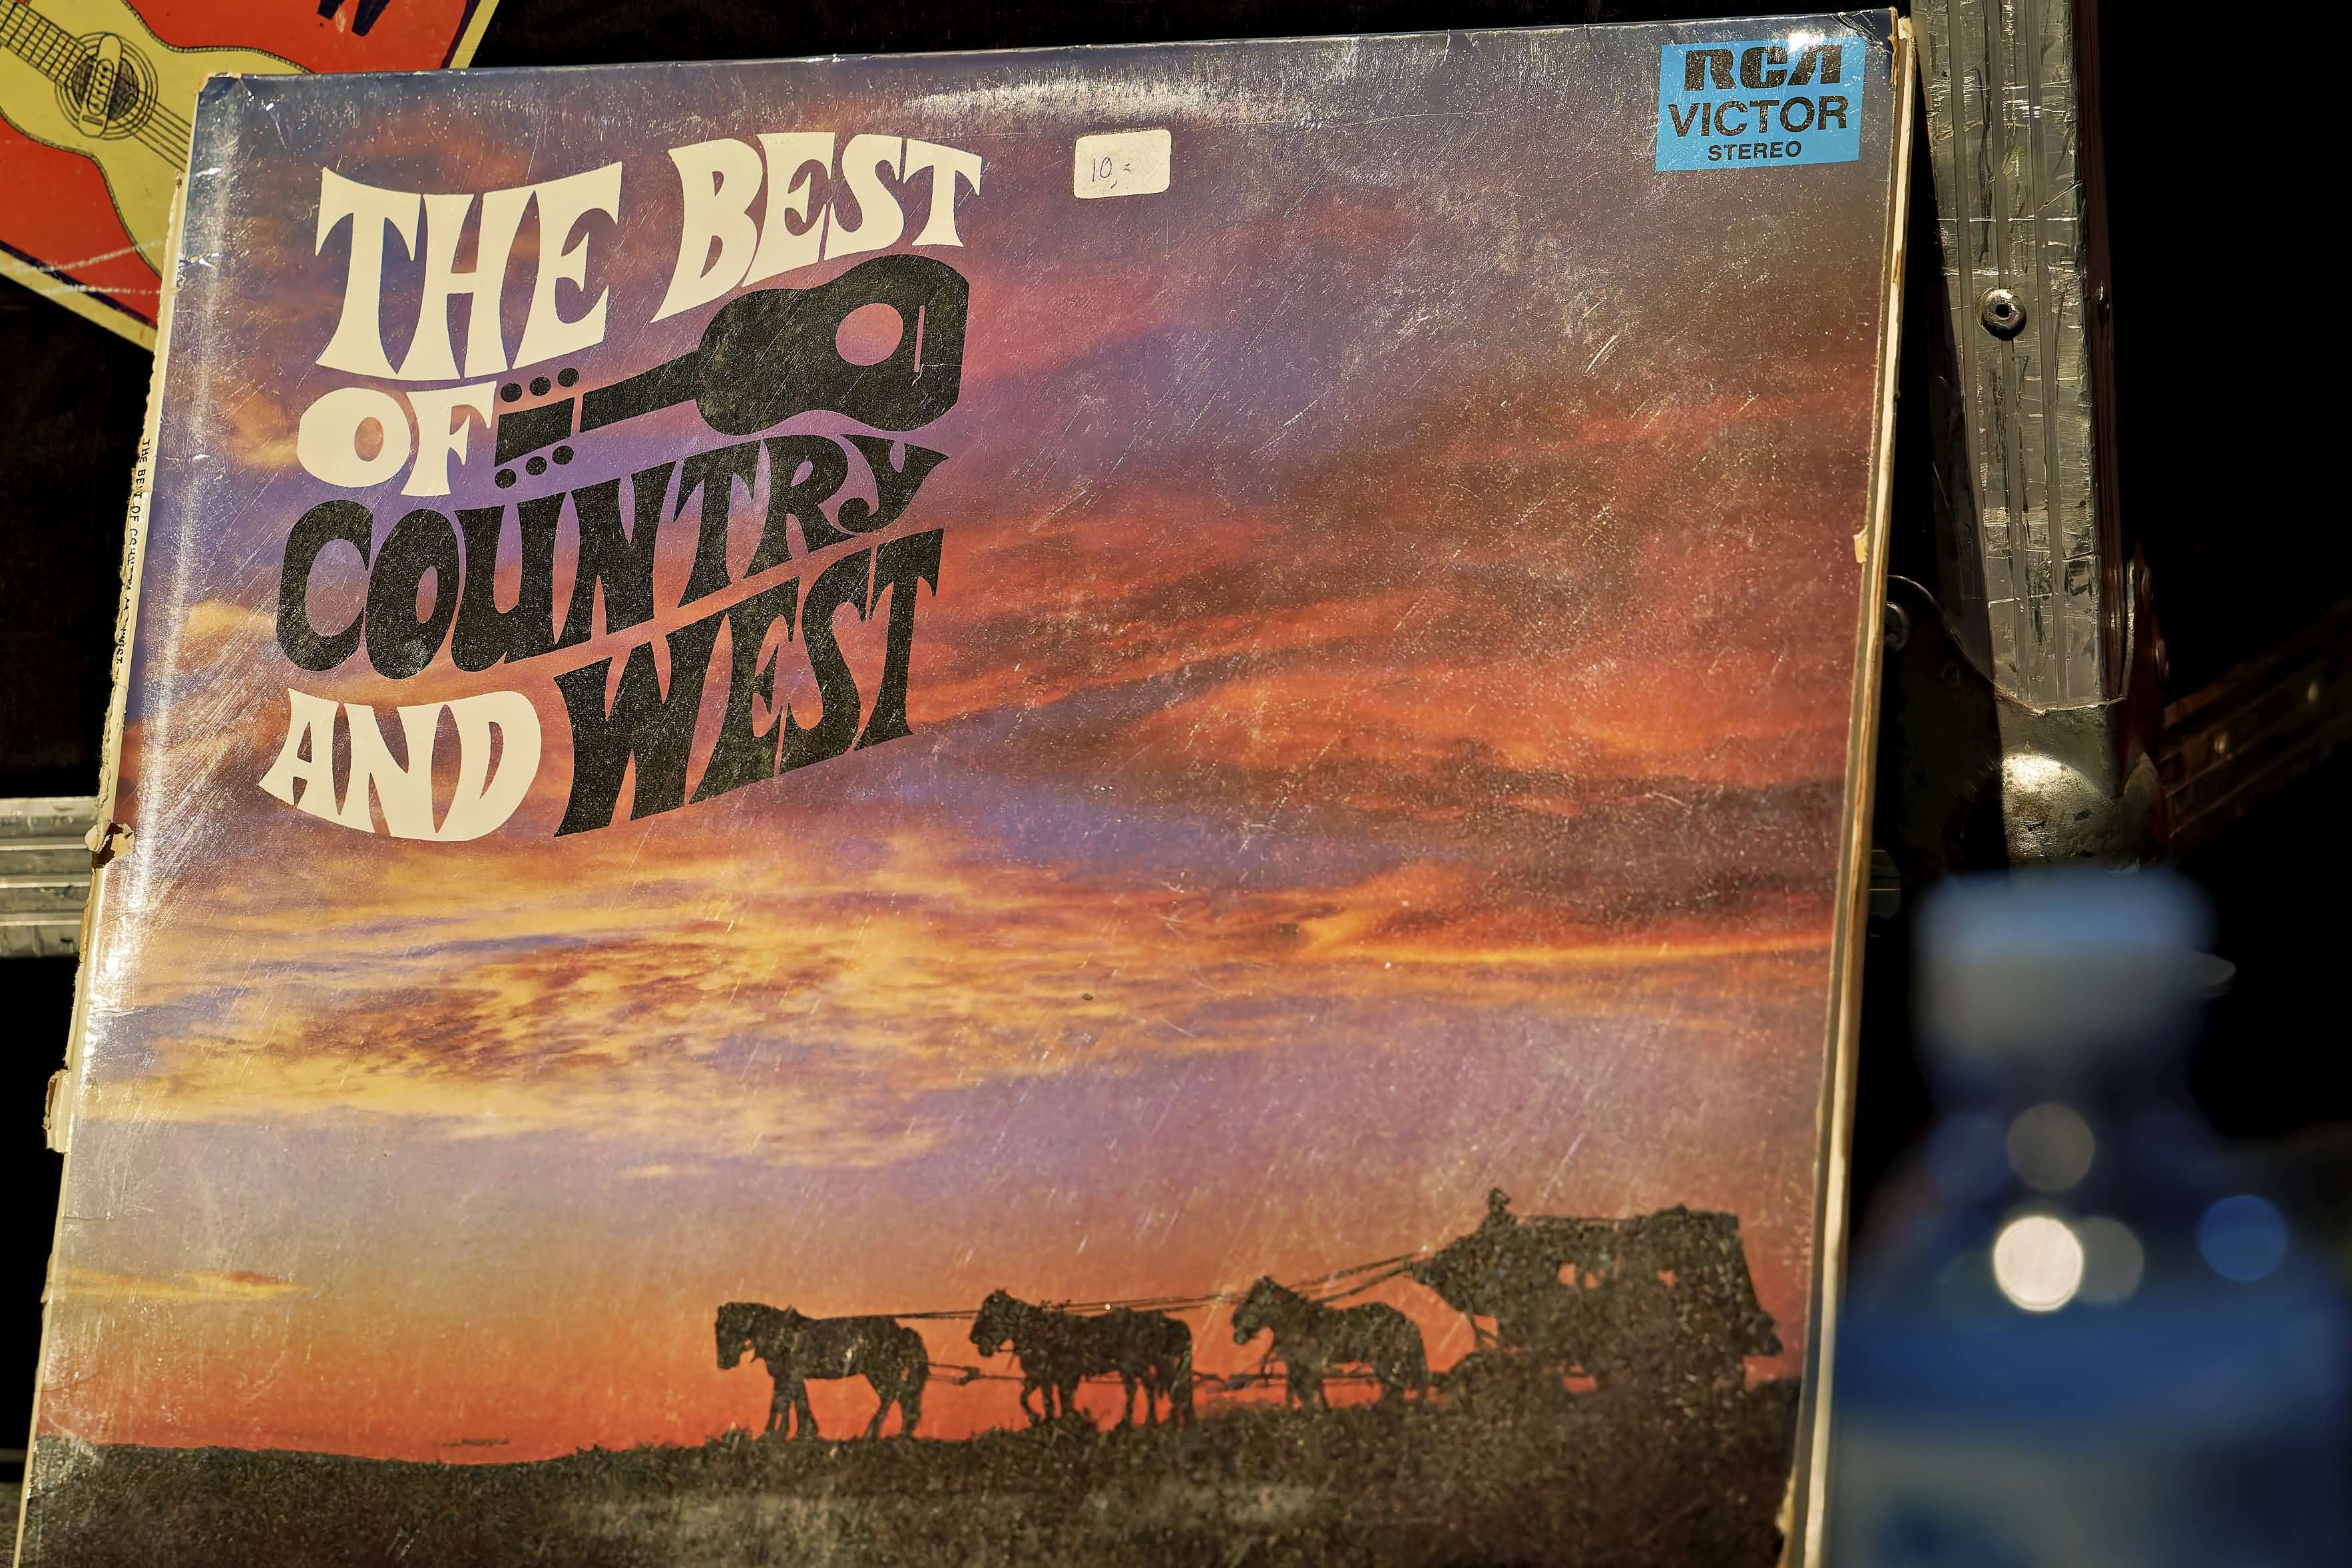 THE BEST
OF
COUNTRY
AND WEST
10,=
RCA
VICTOR
STEREO
THE BEST OF COUNTRY AND WEST